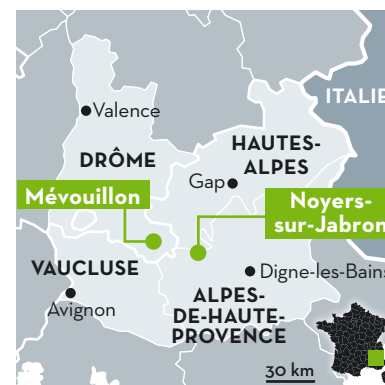 ITALIE
Valence
DRÔME
HAUTES-
ALPES
Gap
Mévouillon
Noyers-
sur-Jabron
VAUCLUSE
Digne-les-Bains
Avignon
ALPES-
DE-HAUTE-
PROVENCE
30 km